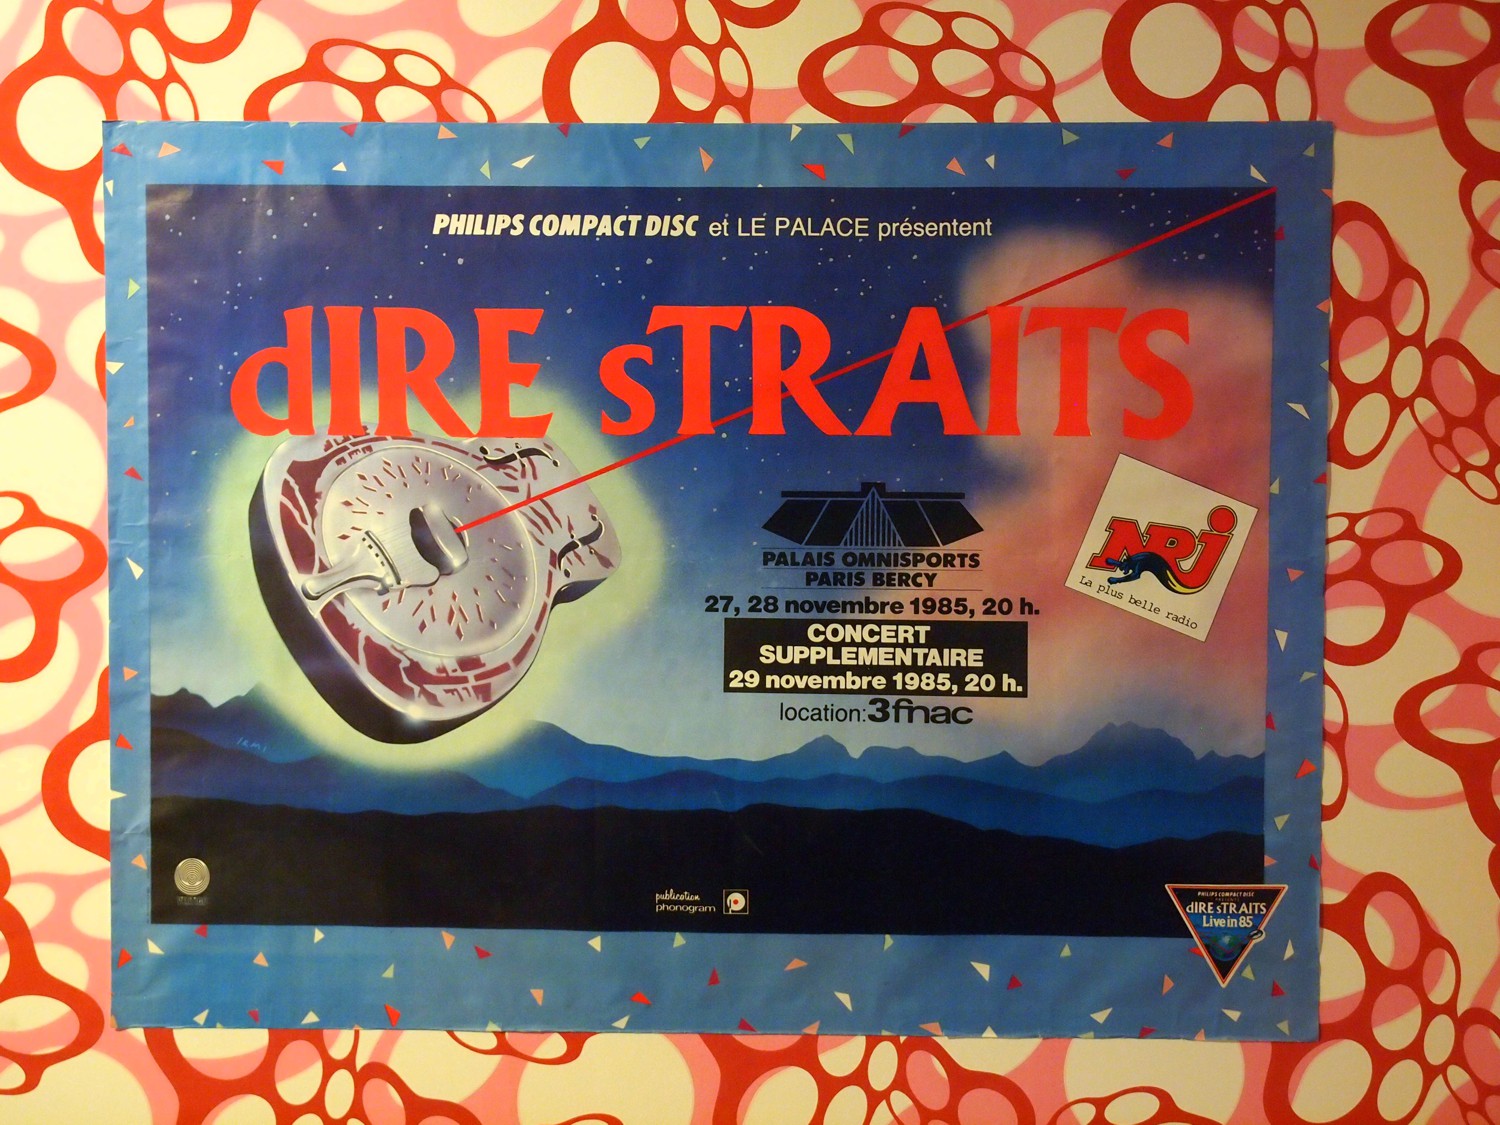 PHILIPS COMPACT DISC et LE PALACE présentent
dIRE sTRAITS
PALAIS OMNISPORTS
PARIS BERCY
27, 28 novembre 1985, 20 h.
CONCERT
SUPPLEMENTAIRE
29 novembre 1985, 20 h.
location: 3 fnac
NRJ
La plus belle radio
publication
phonogram
PHILIPS COMPACT DISC
dIRE sTRAITS
Live in 85